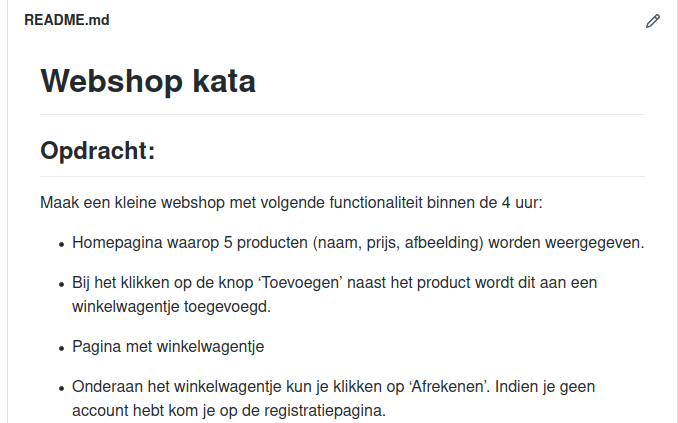 README.md
Webshop kata
Opdracht:
Maak een kleine webshop met volgende functionaliteit binnen de 4 uur:
• Homepagina waarop 5 producten (naam, prijs, afbeelding) worden weergegeven.
• Bij het klikken op de knop ‘Toevoegen’ naast het product wordt dit aan een
winkelwagentje toegevoegd.
• Pagina met winkelwagentje
• Onderaan het winkelwagentje kun je klikken op ‘Afrekenen’. Indien je geen
account hebt kom je op de registratiepagina.